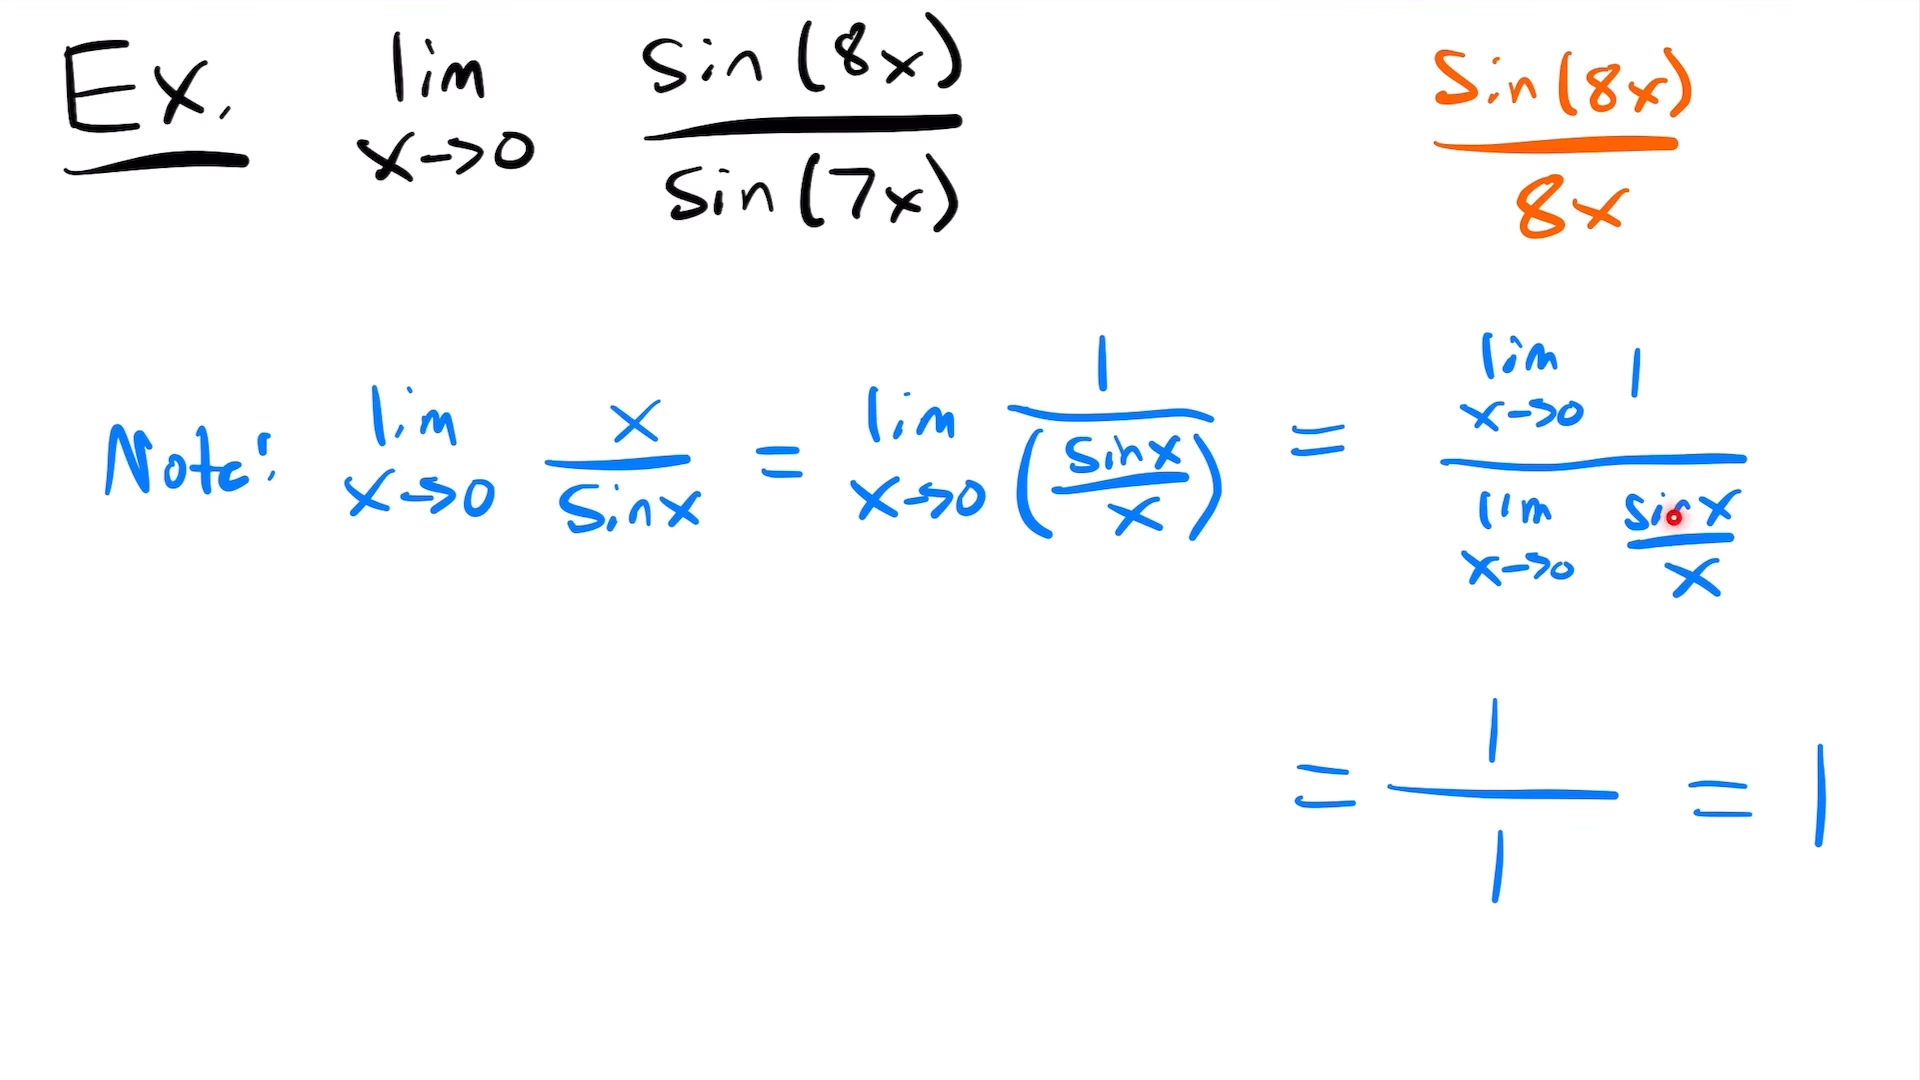 Ex. lim x→0 sin(8x) / sin(7x)
sin(8x) / 8x
Note: lim x→0 x / sinx = lim x→0 1 / (sinx / x) = lim x→0 1 / lim x→0 sinx / x
= 1 / 1 = 1